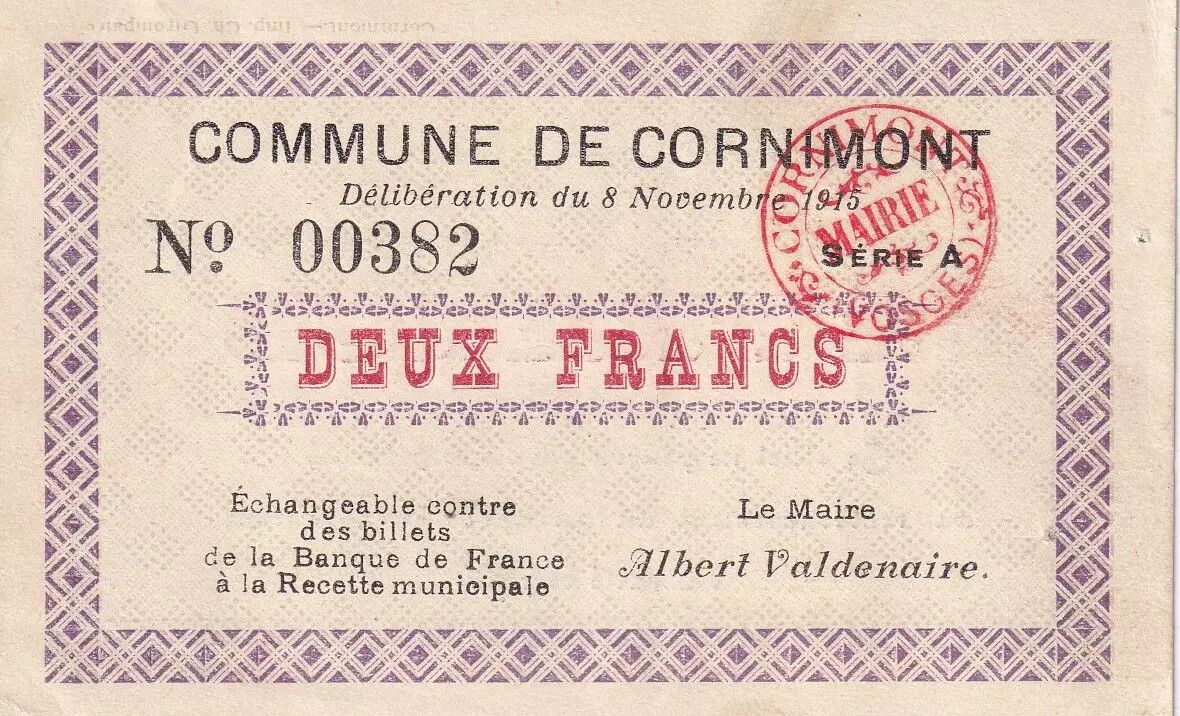 COMMUNE DE CORNIMONT
Délibération du 8 Novembre 1915
Nº. 00382
SÉRIE A
CORNIMONT
MAIRIE
(VOSGES)
DEUX FRANCS
Échangeable contre
des billets
de la Banque de France
à la Recette municipale
Le Maire
Albert Valdenaire.